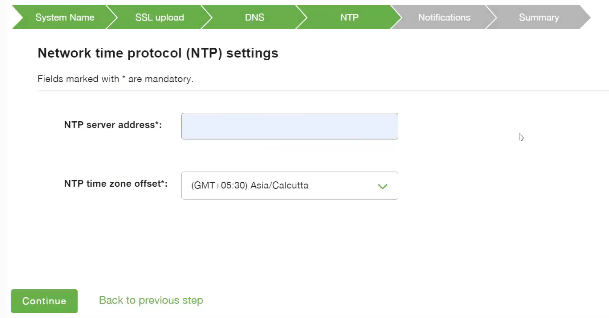 System Name
SSL upload
DNS
NTP
Notifications
Summary
Network time protocol (NTP) settings
Fields marked with * are mandatory.
NTP server address*:
NTP time zone offset*:
(GMT+05:30) Asia/Calcutta
Continue
Back to previous step